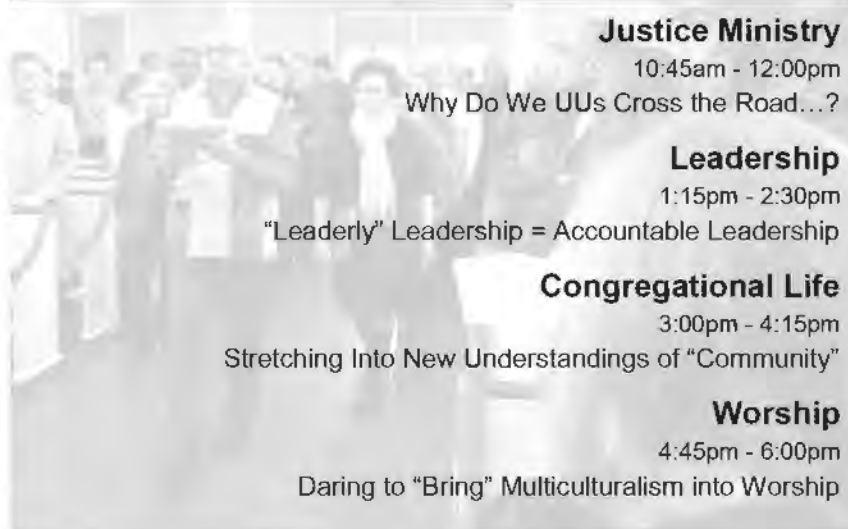 Justice Ministry
10:45am - 12:00pm
Why Do We UUs Cross the Road…?
Leadership
1:15pm - 2:30pm
“Leaderly” Leadership = Accountable Leadership
Congregational Life
3:00pm - 4:15pm
Stretching Into New Understandings of “Community”
Worship
4:45pm - 6:00pm
Daring to “Bring” Multiculturalism into Worship